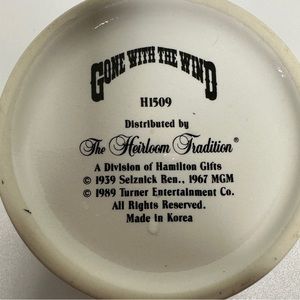 GONE WITH THE WIND
H1509
Distributed by
The Heirloom Tradition®
A Division of Hamilton Gifts
© 1939 Selznick Ren., 1967 MGM
© 1989 Turner Entertainment Co.
All Rights Reserved.
Made in Korea